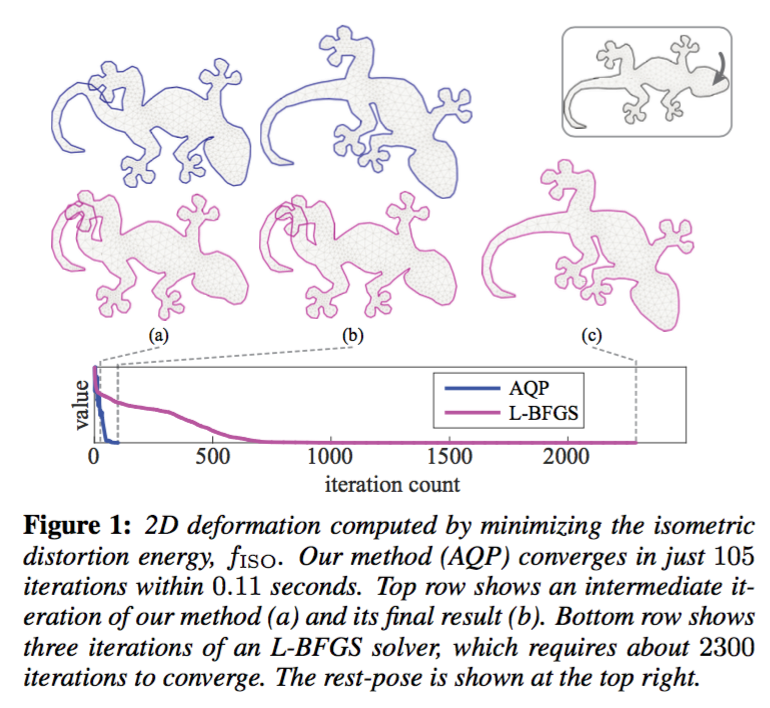 (a)
(b)
(c)
value
AQP
L-BFGS
0
500
1000
1500
2000
iteration count
Figure 1: 2D deformation computed by minimizing the isometric
distortion energy, fISO. Our method (AQP) converges in just 105
iterations within 0.11 seconds. Top row shows an intermediate it-
eration of our method (a) and its final result (b). Bottom row shows
three iterations of an L-BFGS solver, which requires about 2300
iterations to converge. The rest-pose is shown at the top right.